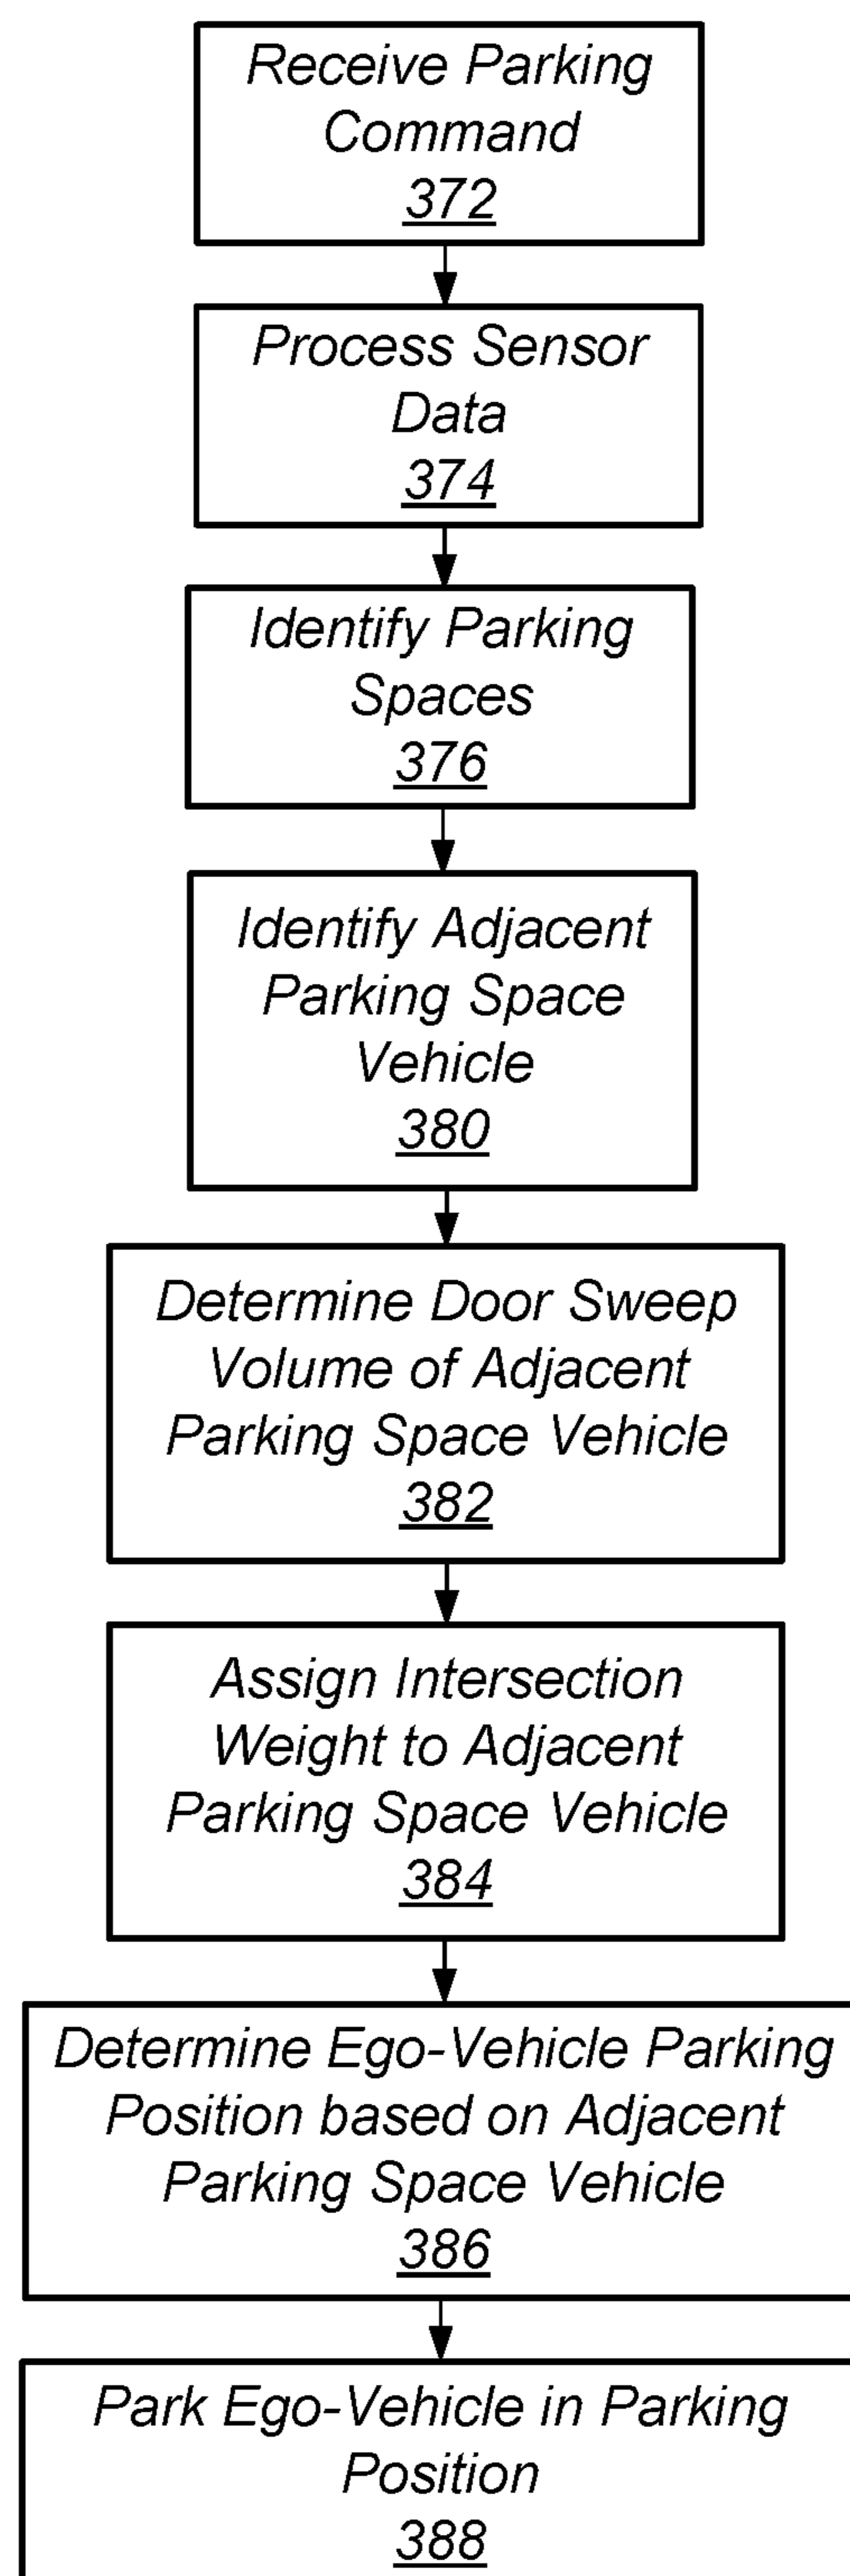 Receive Parking
Command
372
Process Sensor
Data
374
Identify Parking
Spaces
376
Identify Adjacent
Parking Space
Vehicle
380
Determine Door Sweep
Volume of Adjacent
Parking Space Vehicle
382
Assign Intersection
Weight to Adjacent
Parking Space Vehicle
384
Determine Ego-Vehicle Parking
Position based on Adjacent
Parking Space Vehicle
386
Park Ego-Vehicle in Parking
Position
388